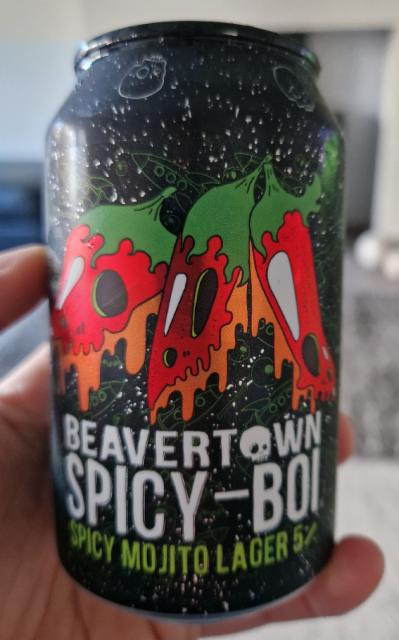 BEAVERTOWN
SPICY-BOI
SPICY MOJITO LAGER 5%